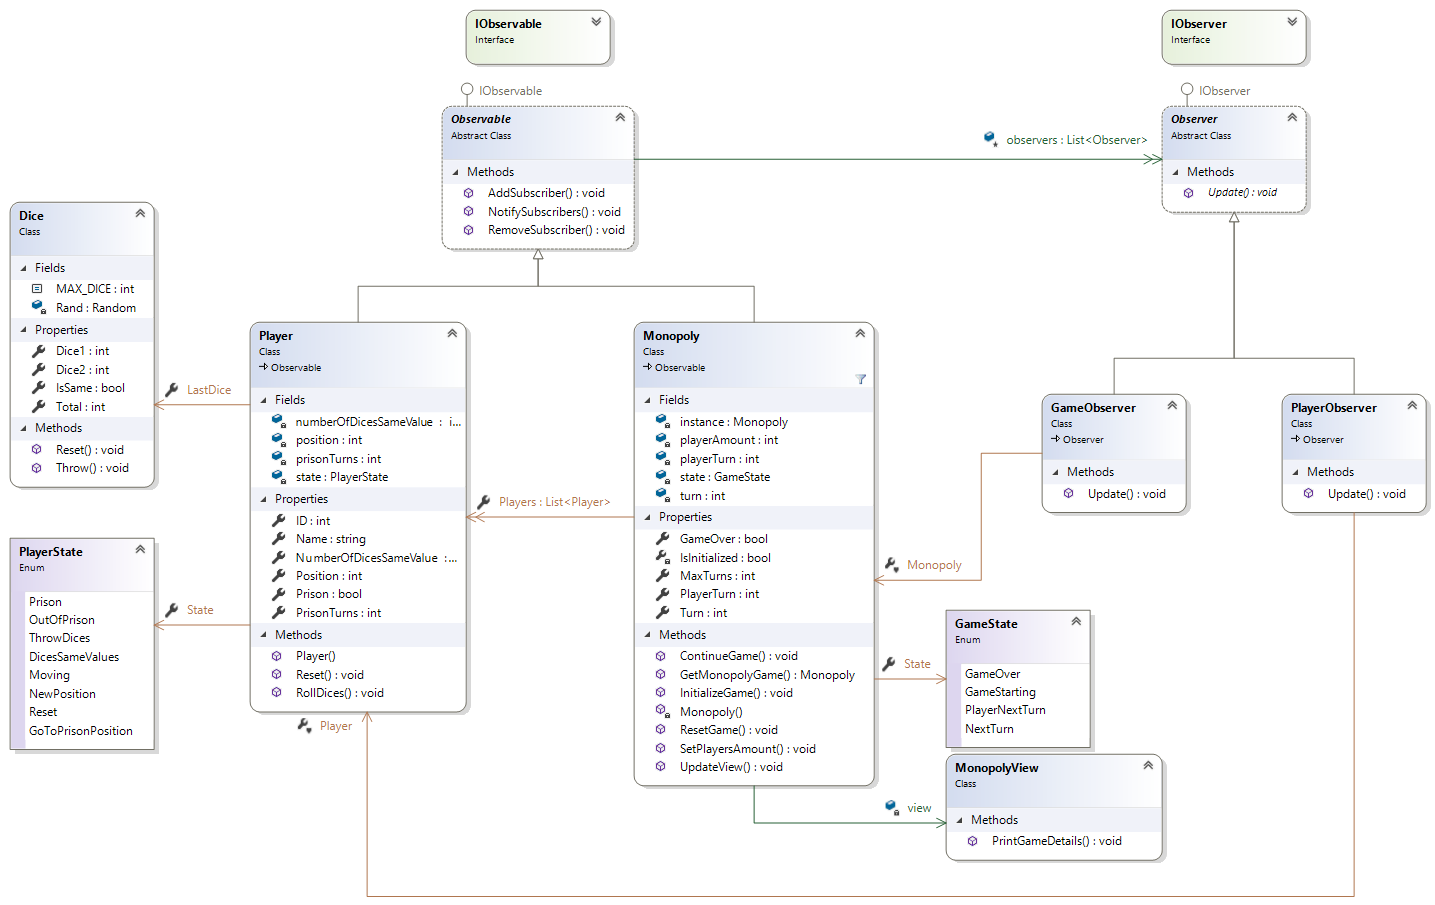 IObservable
Interface
IObserver
Interface
IObservable
Observable
Abstract Class
Methods
AddSubscriber() : void
NotifySubscribers() : void
RemoveSubscriber() : void
observers : List<Observer>
IObserver
Observer
Abstract Class
Methods
Update() : void
Dice
Class
Fields
MAX_DICE : int
Rand : Random
Properties
Dice1 : int
Dice2 : int
IsSame : bool
Total : int
Methods
Reset() : void
Throw() : void
LastDice
Player
Class
Observable
Fields
numberOfDicesSameValue : i...
position : int
prisonTurns : int
state : PlayerState
Properties
ID : int
Name : string
NumberOfDicesSameValue :...
Position : int
Prison : bool
PrisonTurns : int
Methods
Player()
Reset() : void
RollDices() : void
Players : List<Player>
Monopoly
Class
Observable
Fields
instance : Monopoly
playerAmount : int
playerTurn : int
state : GameState
turn : int
Properties
GameOver : bool
IsInitialized : bool
MaxTurns : int
PlayerTurn : int
Turn : int
Methods
ContinueGame() : void
GetMonopolyGame() : Monopoly
InitializeGame() : void
Monopoly()
ResetGame() : void
SetPlayersAmount() : void
UpdateView() : void
GameObserver
Class
Observer
Methods
Update() : void
PlayerObserver
Class
Observer
Methods
Update() : void
Monopoly
PlayerState
Enum
Prison
OutOfPrison
ThrowDices
DicesSameValues
Moving
NewPosition
Reset
GoToPrisonPosition
State
Player
State
GameState
Enum
GameOver
GameStarting
PlayerNextTurn
NextTurn
view
MonopolyView
Class
Methods
PrintGameDetails() : void